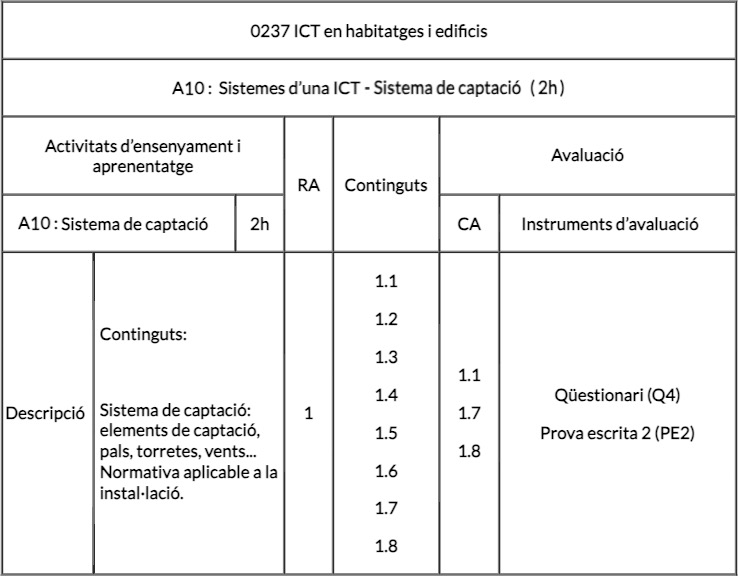 0237 ICT en habitatges i edificis
A10 : Sistemes d’una ICT - Sistema de captació ( 2h )
Activitats d’ensenyament i
aprenentatge
RA
Continguts
Avaluació
A10 : Sistema de captació
2h
CA
Instruments d’avaluació
Descripció
Continguts:
Sistema de captació:
elements de captació,
pals, torretes, vents...
Normativa aplicable a la
instal·lació.
1
1.1
1.2
1.3
1.4
1.5
1.6
1.7
1.8
1.1
1.7
1.8
Qüestionari (Q4)
Prova escrita 2 (PE2)